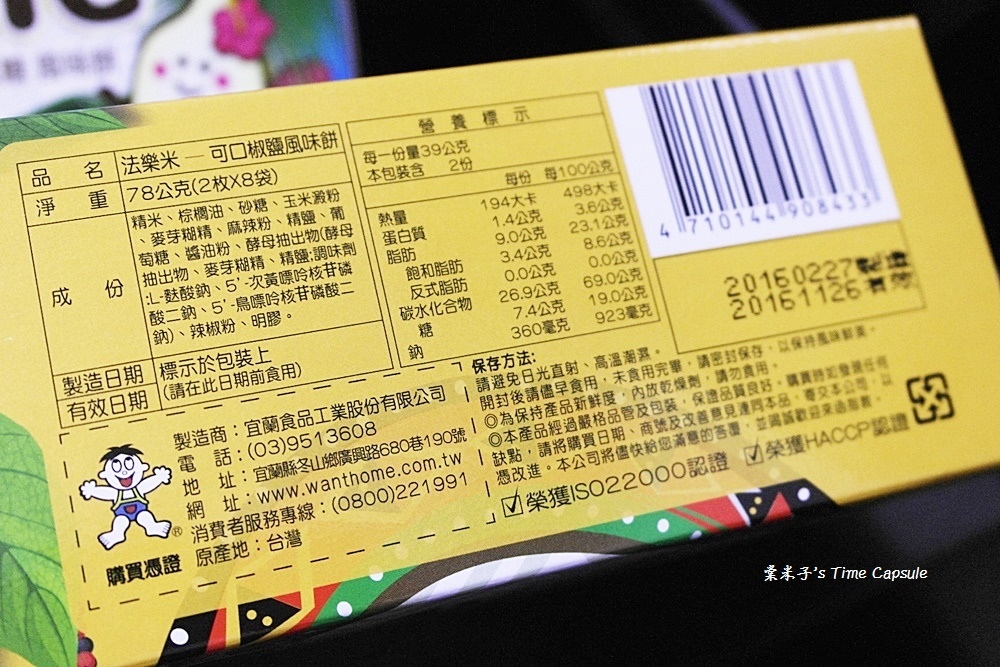 品名 法樂米 — 可口椒鹽風味餅
淨重 78公克(2枚X8袋)
成份
精米、棕櫚油、砂糖、玉米澱粉
、麥芽糊精、麻辣粉、精鹽、葡
萄糖、醬油粉、酵母抽出物(酵母
抽出物、麥芽糊精、精鹽;調味劑
:L-麩酸鈉、5'-次黃嘌呤核苷磷
酸二鈉、5'-鳥嘌呤核苷磷酸二
鈉)、辣椒粉、明膠。
製造日期 標示於包裝上
有效日期 (請在此日期前食用)
營養標示
每一份量39公克
本包裝含 2份
每份 每100公克
熱量 194大卡 498大卡
蛋白質 1.4公克 3.6公克
脂肪 9.0公克 23.1公克
飽和脂肪 3.4公克 8.6公克
反式脂肪 0.0公克 0.0公克
碳水化合物 26.9公克 69.0公克
糖 7.4公克 19.0公克
鈉 360毫克 923毫克
4 710144 908433
20160227
20161126
製造商：宜蘭食品工業股份有限公司
電話：(03)9513608
地址：宜蘭縣冬山鄉廣興路680巷190號
網址：www.wanthome.com.tw
消費者服務專線：(0800)221991
原產地：台灣
®
購買憑證
保存方法:
請避免日光直射、高溫潮濕。
開封後請儘早食用，未食用完畢，請密封保存，以保持風味鮮美。
◎為保持產品新鮮度，內放乾燥劑，請勿食用。
◎本產品經過嚴格品管及包裝，保證品質良好。購買時如發現任何
缺點，請將購買日期、商號及改善意見連同本品，寄交本公司，以
憑改進。本公司將儘快給您滿意的答覆，並竭誠歡迎來函指教。
☑榮獲ISO22000認證 ☑榮獲HACCP認證
粟米子's Time Capsule